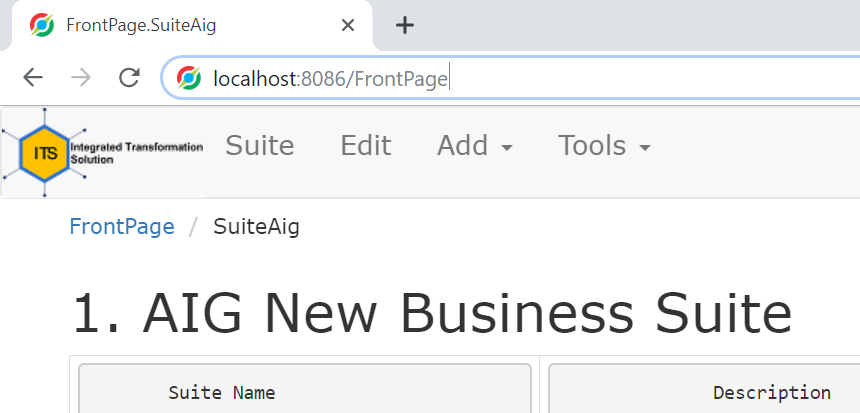 FrontPage.SuiteAig
localhost:8086/FrontPage
ITS Integrated Transformation Solution
Suite Edit Add Tools
FrontPage / SuiteAig
1. AIG New Business Suite
Suite Name Description